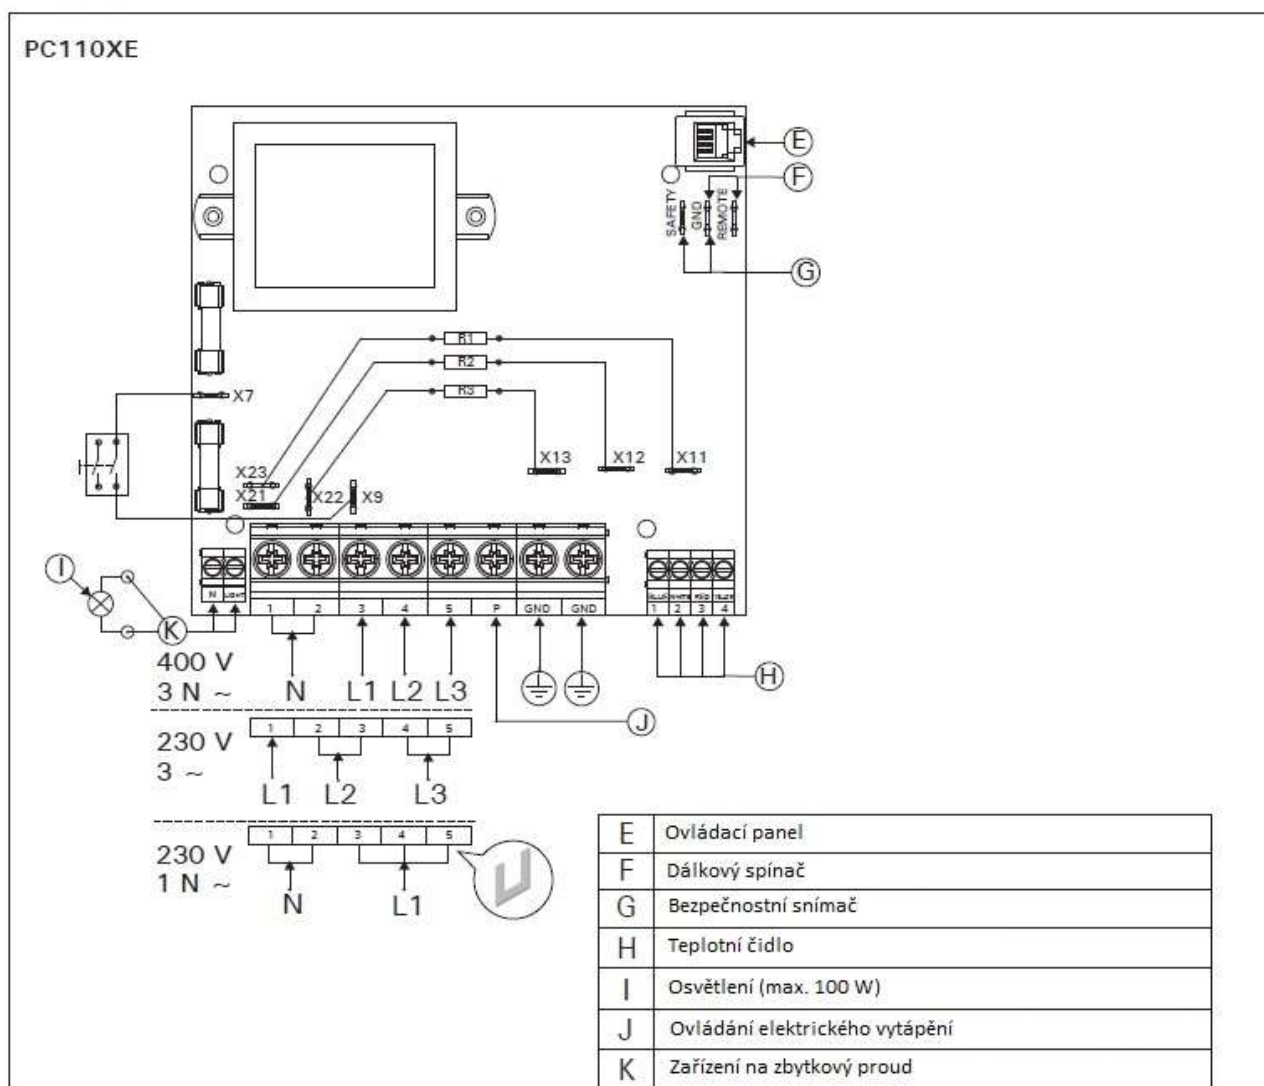 PC110XE
E
F
SAFETY
GND
REMOTE
G
R1
R2
R3
X7
X13
X12
X11
X23
X21
X22
X9
I
K
N LIGHT
1 2 3 4 5 P GND GND
BLUE WHITE RED
1 2 3 4
400 V
3 N ~
N L1 L2 L3
H
J
230 V
3 ~
1 2 3 4 5
L1 L2 L3
230 V
1 N ~
1 2 3 4 5
N L1
E Ovládací panel
F Dálkový spínač
G Bezpečnostní snímač
H Teplotní čidlo
I Osvětlení (max. 100 W)
J Ovládání elektrického vytápění
K Zařízení na zbytkový proud